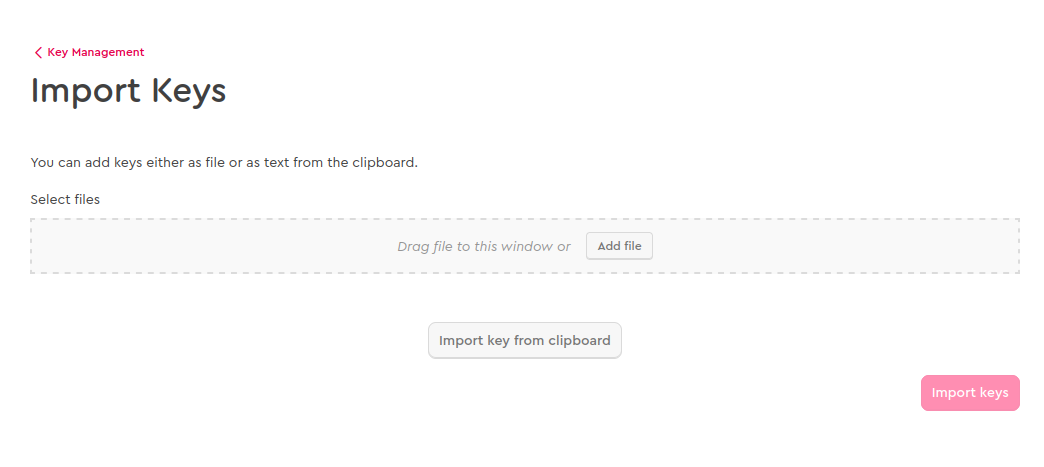 Key Management
Import Keys
You can add keys either as file or as text from the clipboard.
Select files
Drag file to this window or Add file
Import key from clipboard
Import keys